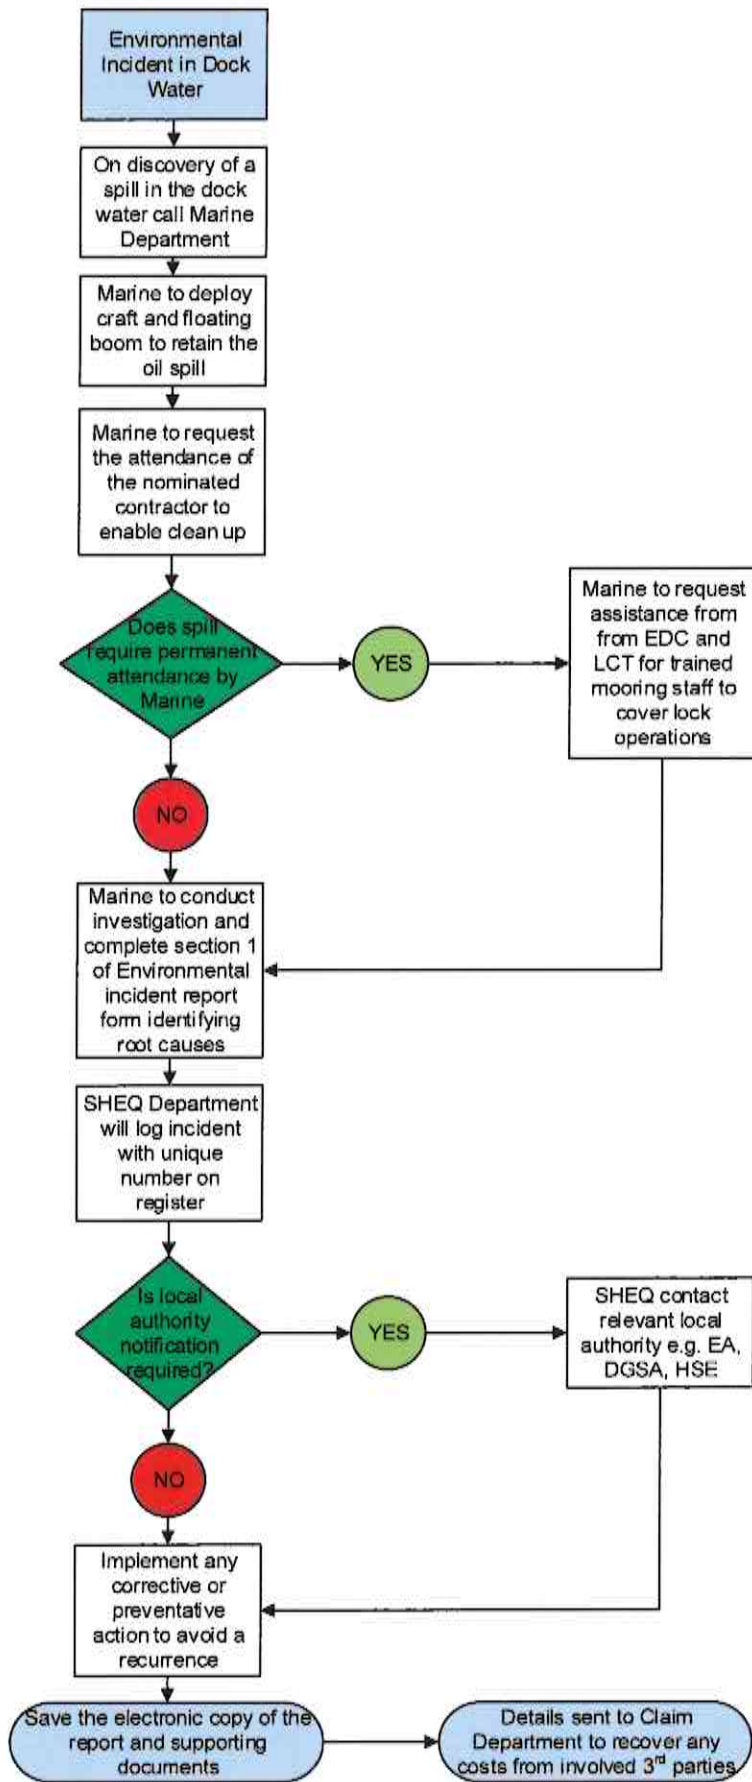 Environmental
Incident in Dock
Water
On discovery of a
spill in the dock
water call Marine
Department
Marine to deploy
craft and floating
boom to retain the
oil spill
Marine to request
the attendance of
the nominated
contractor to
enable clean up
Does spill
require permanent
attendance by
Marine
YES
Marine to request
assistance from
from EDC and
LCT for trained
mooring staff to
cover lock
operations
NO
Marine to conduct
investigation and
complete section 1
of Environmental
incident report
form identifying
root causes
SHEQ Department
will log incident
with unique
number on
register
Is local
authority
notification
required?
YES
SHEQ contact
relevant local
authority e.g. EA,
DGSA, HSE
NO
Implement any
corrective or
preventative
action to avoid a
recurrence
Save the electronic copy of the
report and supporting
documents
Details sent to Claim
Department to recover any
costs from involved 3rd parties